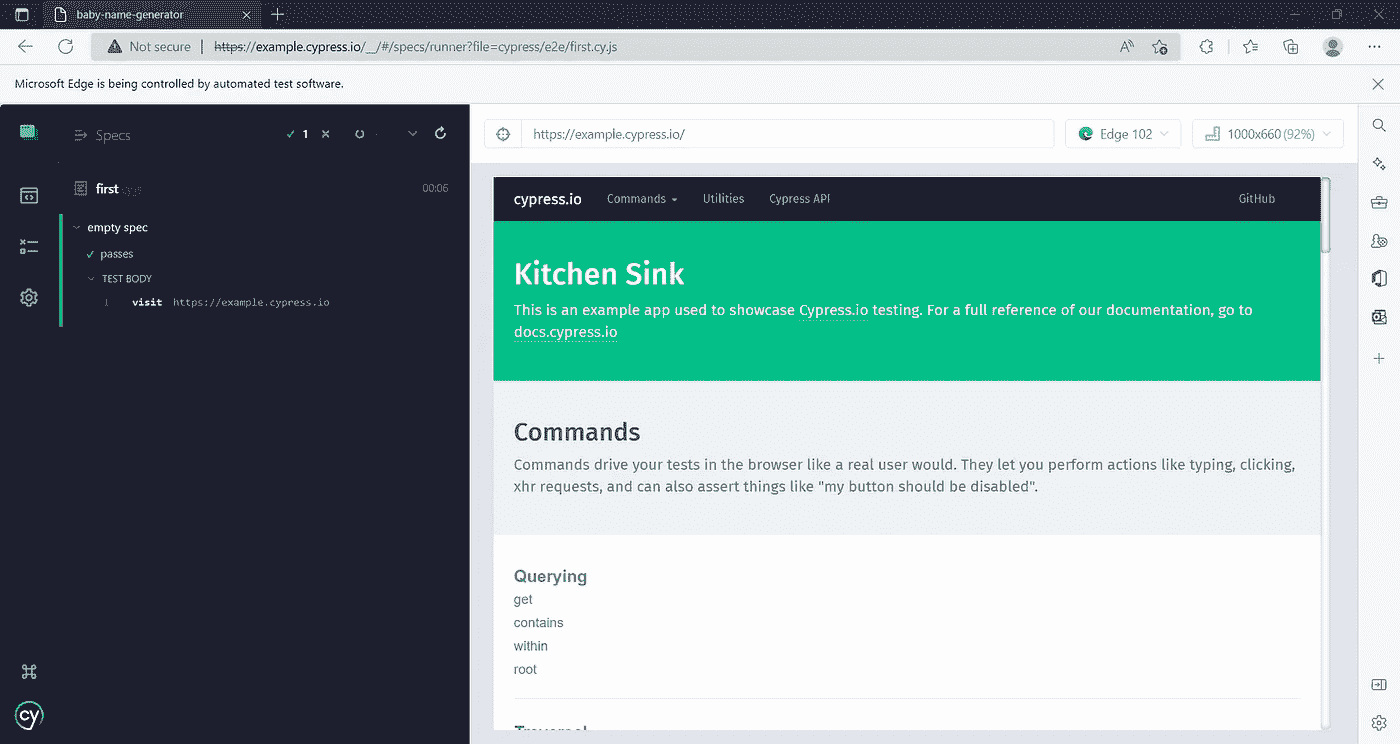 baby-name-generator
Not secure https://example.cypress.io/__/#/specs/runner?file=cypress/e2e/first.cy.js
Microsoft Edge is being controlled by automated test software.
Specs
1
first
00:06
empty spec
passes
TEST BODY
1 visit https://example.cypress.io
cy
https://example.cypress.io/
Edge 102
1000x660 (92%)
cypress.io Commands Utilities Cypress API GitHub
Kitchen Sink
This is an example app used to showcase Cypress.io testing. For a full reference of our documentation, go to
docs.cypress.io
Commands
Commands drive your tests in the browser like a real user would. They let you perform actions like typing, clicking,
xhr requests, and can also assert things like "my button should be disabled".
Querying
get
contains
within
root